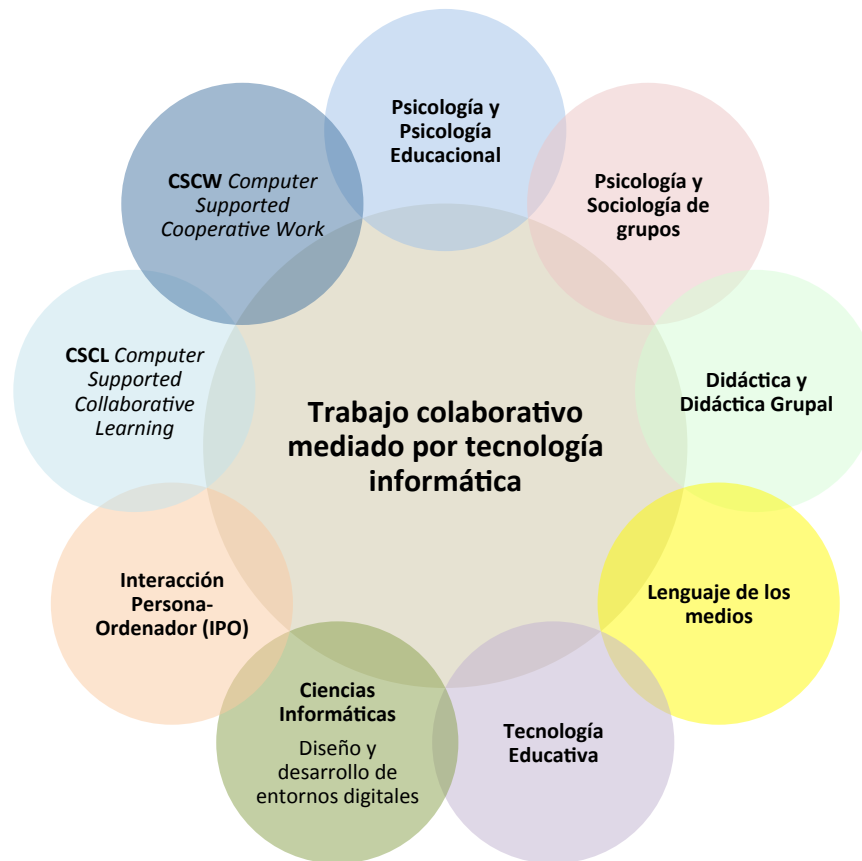 Psicología y
Psicología
Educacional
Psicología y
Sociología de
grupos
Didáctica y
Didáctica Grupal
Lenguaje de los
medios
Tecnología
Educativa
Ciencias
Informáticas
Diseño y
desarrollo de
entornos digitales
Interacción
Persona-
Ordenador (IPO)
CSCL Computer
Supported
Collaborative
Learning
CSCW Computer
Supported
Cooperative Work
Trabajo colaborativo
mediado por tecnología
informática